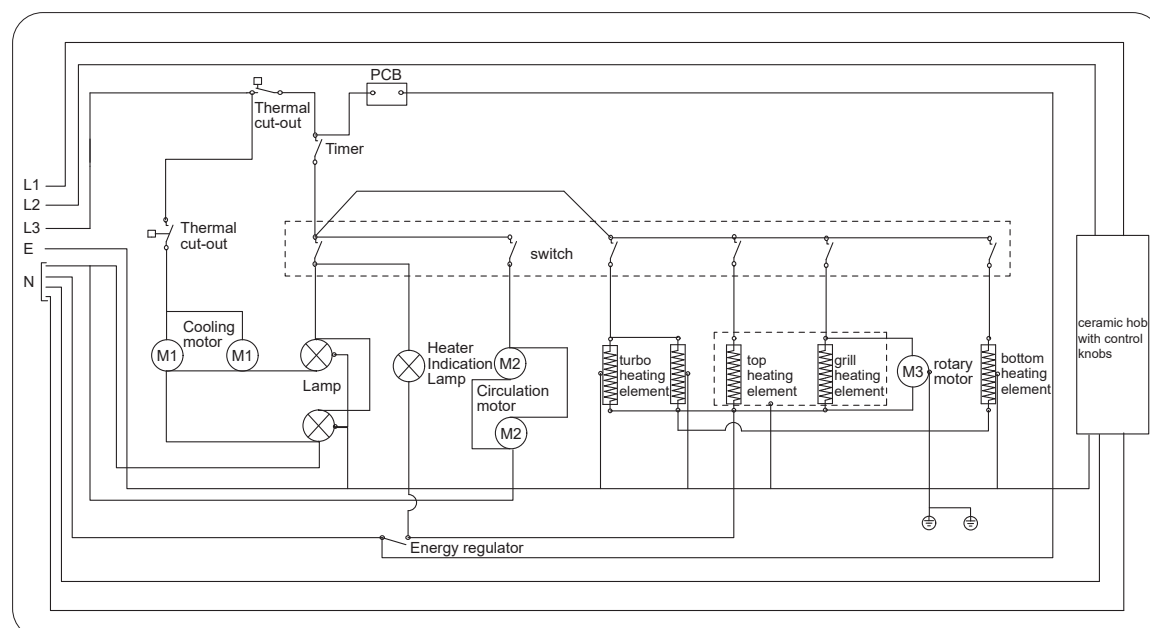 PCB
Thermal
cut-out
Timer
L1
L2
L3
E
N
Thermal
cut-out
switch
Cooling
motor
M1
M1
Lamp
Heater
Indication
Lamp
M2
Circulation
motor
M2
turbo
heating
element
top
heating
element
grill
heating
element
M3
rotary
motor
bottom
heating
element
ceramic hob
with control
knobs
Energy regulator